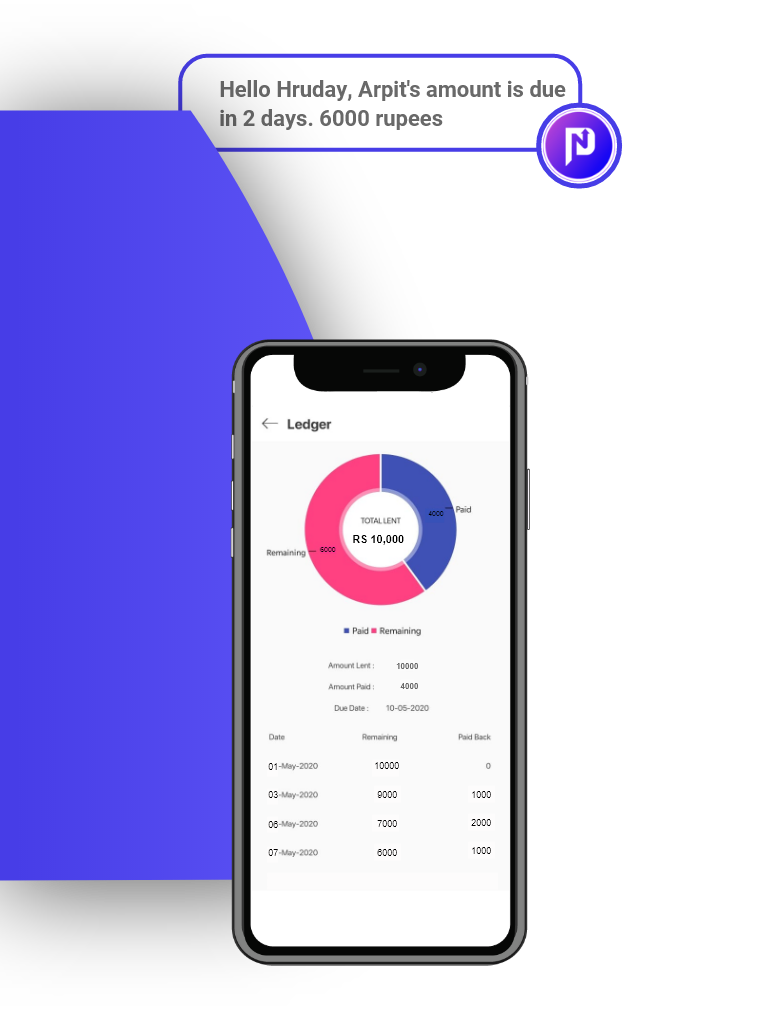 Hello Hruday, Arpit's amount is due
in 2 days. 6000 rupees
Ledger
4000 Paid
TOTAL LENT
RS 10,000
Remaining 6000
Paid Remaining
Amount Lent : 10000
Amount Paid : 4000
Due Date : 10-05-2020
Date Remaining Paid Back
01-May-2020 10000 0
03-May-2020 9000 1000
06-May-2020 7000 2000
07-May-2020 6000 1000